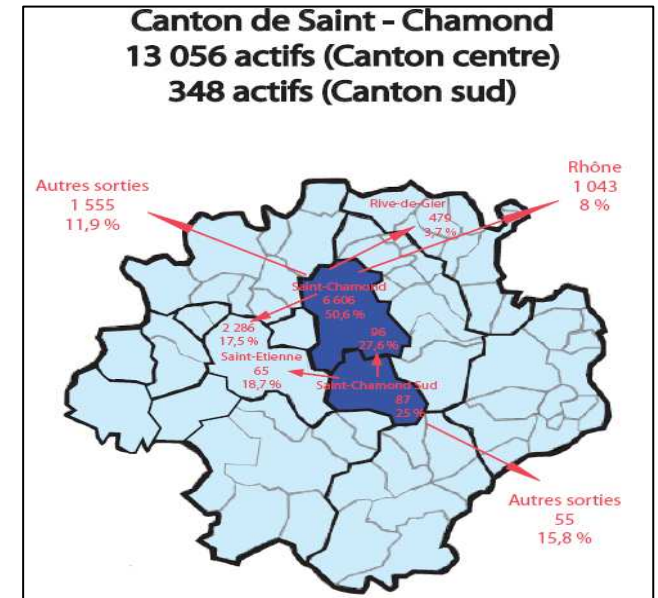 Canton de Saint - Chamond
13 056 actifs (Canton centre)
348 actifs (Canton sud)
Rhône
1 043
8 %
Autres sorties
1 555
11,9 %
Rive-de-Gier
479
3,7 %
Saint-Chamond
6 606
50,6 %
2 286
17,5 %
Saint-Etienne
65
18,7 %
96
27,6 %
Saint-Chamond Sud
87
25 %
Autres sorties
55
15,8 %